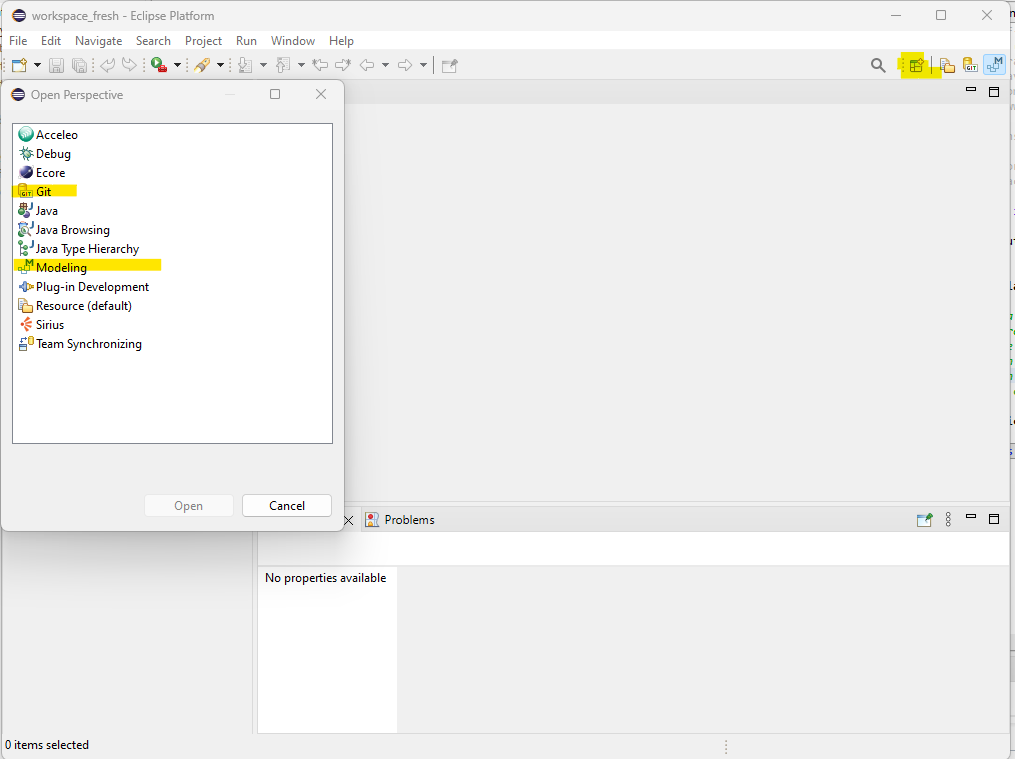 workspace_fresh - Eclipse Platform
File Edit Navigate Search Project Run Window Help
GIT
M
Open Perspective
Acceleo
Debug
Ecore
Git
Java
Java Browsing
Java Type Hierarchy
Modeling
Plug-in Development
Resource (default)
Sirius
Team Synchronizing
Open Cancel
Problems
No properties available
0 items selected